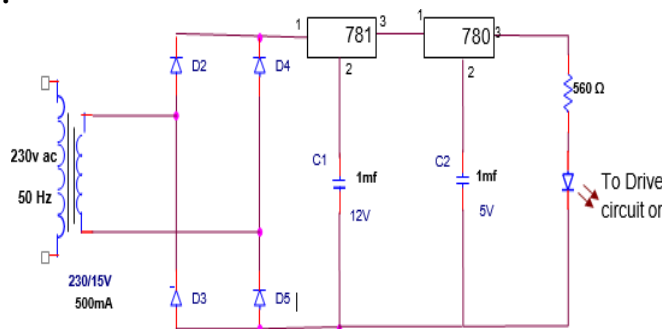 1
781
3
1
780
3
2
2
D2
D4
560 Ω
230v ac
50 Hz
C1
1mf
12V
C2
1mf
5V
To Drive
circuit or
230/15V
500mA
D3
D5